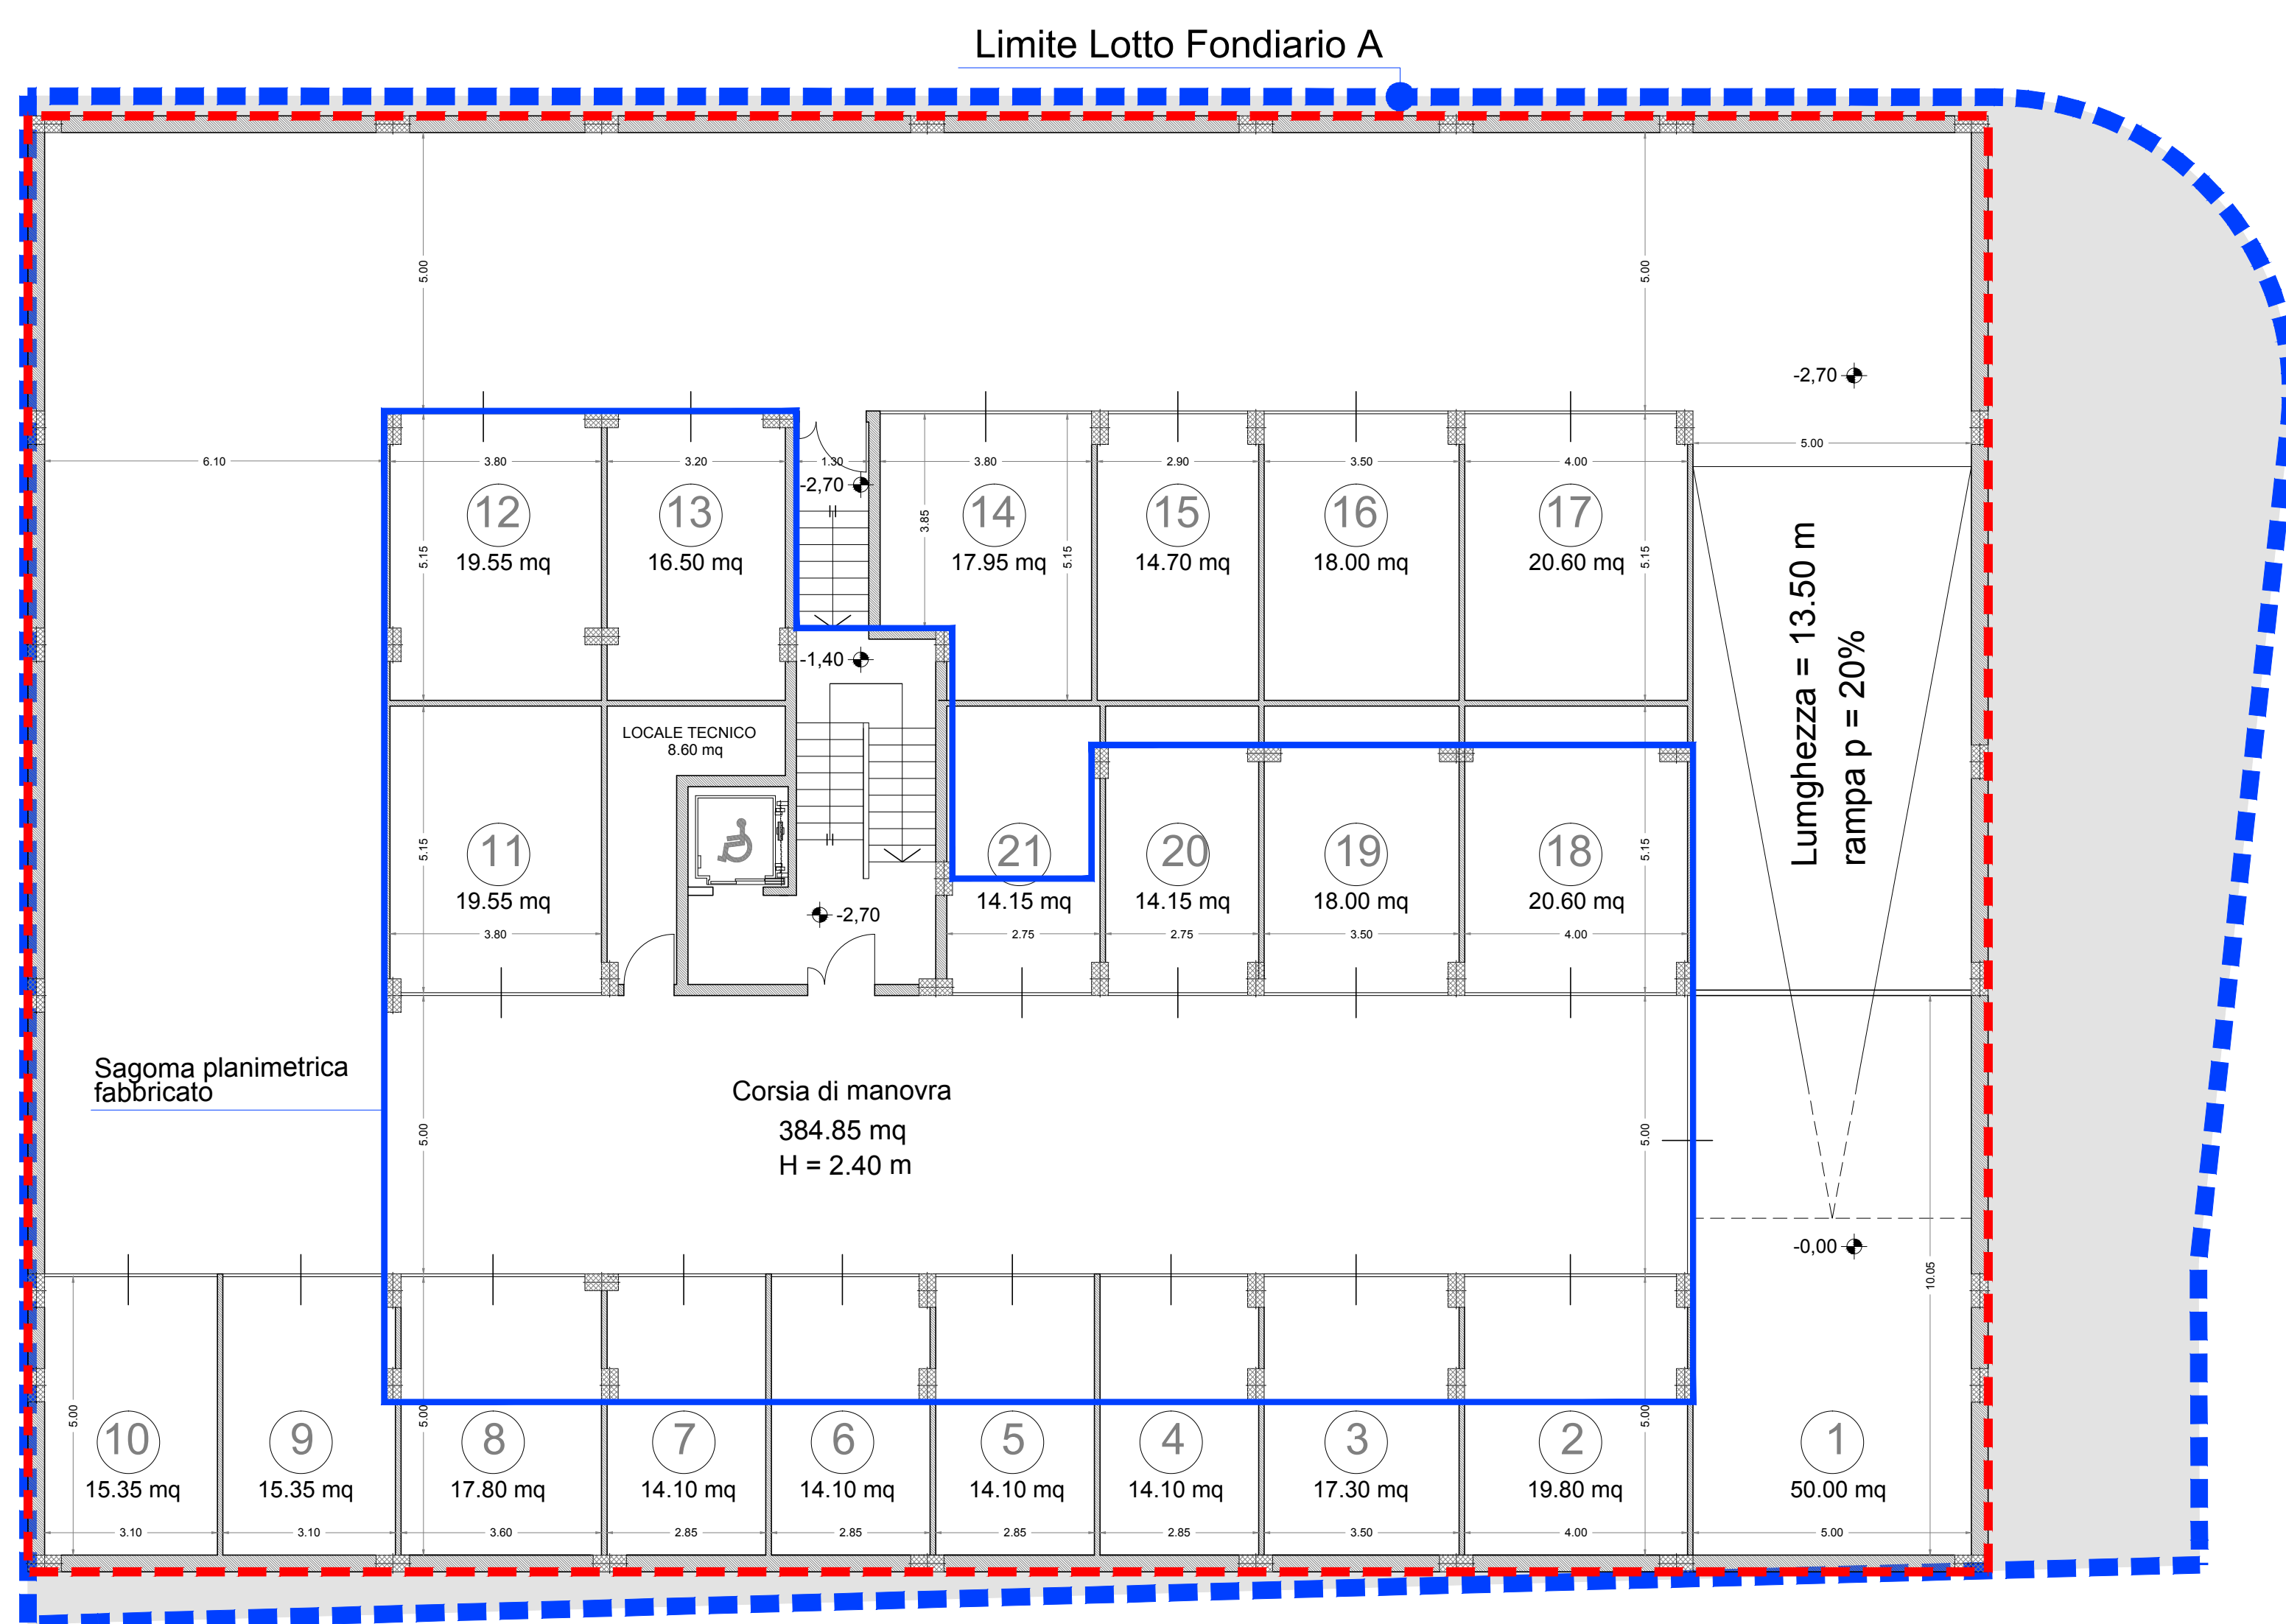 Limite Lotto Fondiario A
5.00
5.00
-2,70
5.00
6.10
3.80
3.20
1.30
3.80
2.90
3.50
4.00
-2,70
12
13
14
15
16
17
3.85
5.15
5.15
5.15
19.55 mq
16.50 mq
17.95 mq
14.70 mq
18.00 mq
20.60 mq
Lumghezza = 13.50 m
rampa p = 20%
-1,40
LOCALE TECNICO
8.60 mq
11
21
20
19
18
5.15
5.15
19.55 mq
14.15 mq
14.15 mq
18.00 mq
20.60 mq
-2,70
3.80
2.75
2.75
3.50
4.00
Sagoma planimetrica
fabbricato
Corsia di manovra
384.85 mq
H = 2.40 m
5.00
5.00
-0,00
10.05
5.00
5.00
5.00
10
9
8
7
6
5
4
3
2
1
15.35 mq
15.35 mq
17.80 mq
14.10 mq
14.10 mq
14.10 mq
14.10 mq
17.30 mq
19.80 mq
50.00 mq
3.10
3.10
3.60
2.85
2.85
2.85
2.85
3.50
4.00
5.00